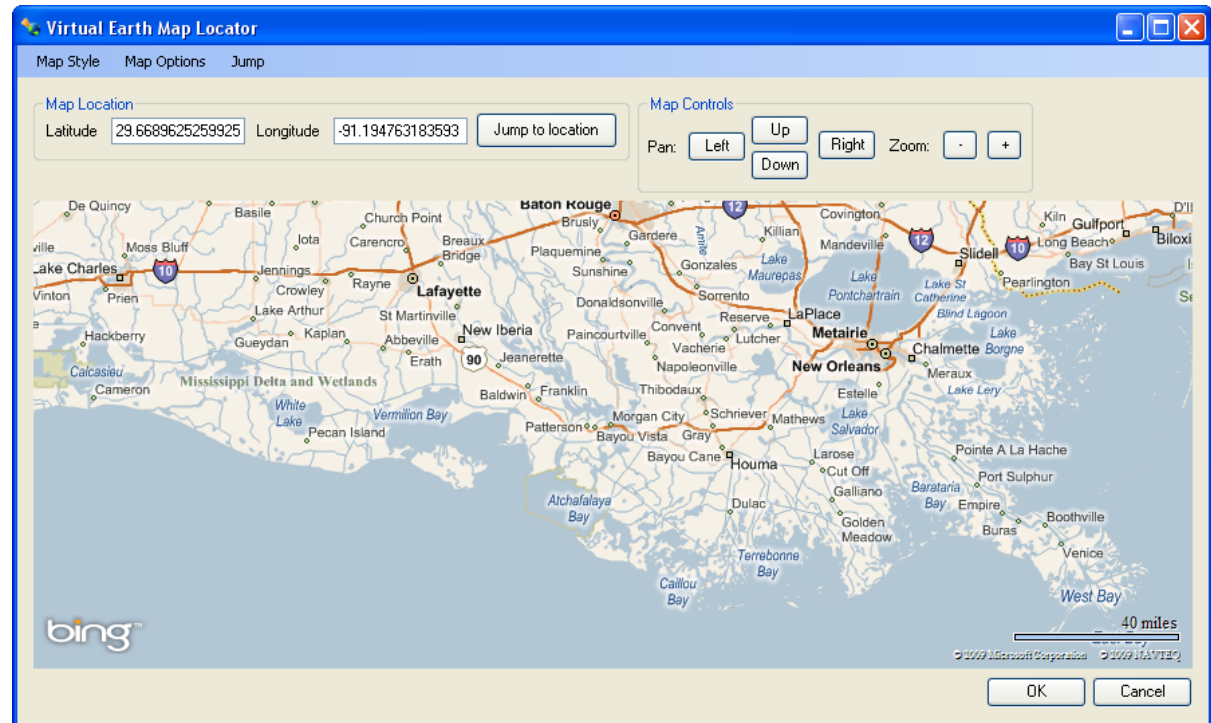 Virtual Earth Map Locator
Map Style Map Options Jump
Map Location
Latitude 29.6689625259925 Longitude -91.194763183593 Jump to location
Map Controls
Pan: Left Up Down Right Zoom: - +
De Quincy
Basile
Church Point
Baton Rouge
12
Covington
Kiln
Gulfport
Biloxi
Moss Bluff
Iota
Carencro
Breaux
Bridge
Brusly
Gardere
Amite
Killian
Mandeville
12
Slidell
10
Long Beach
Lake Charles
10
Jennings
Plaquemine
Sunshine
Gonzales
Lake
Maurepas
Lake
Pontchartrain
Lake St
Catherine
Pearlington
Bay St Louis
Vinton
Prien
Crowley
Rayne
Lafayette
Donaldsonville
Sorrento
Lake Arthur
St Martinville
Reserve
LaPlace
Blind Lagoon
Hackberry
Gueydan
Kaplan
Abbeville
New Iberia
Paincourtville
Convent
Lutcher
Vacherie
Metairie
Lake
Borgne
Chalmette
Erath
90
Jeanerette
Napoleonville
New Orleans
Meraux
Calcasieu
Cameron
Mississippi Delta and Wetlands
Baldwin
Franklin
Thibodaux
Estelle
Lake Lery
White
Lake
Vermilion Bay
Pecan Island
Patterson
Morgan City
Bayou Vista
Schriever
Gray
Mathews
Lake
Salvador
Bayou Cane
Houma
Larose
Cut Off
Pointe A La Hache
Port Sulphur
Atchafalaya
Bay
Dulac
Galliano
Barataria
Bay
Empire
Boothville
Golden
Meadow
Buras
Venice
Terrebonne
Bay
Caillou
Bay
West Bay
bing™
40 miles
© 2009 Microsoft Corporation © 2009 NAVTEQ
OK Cancel